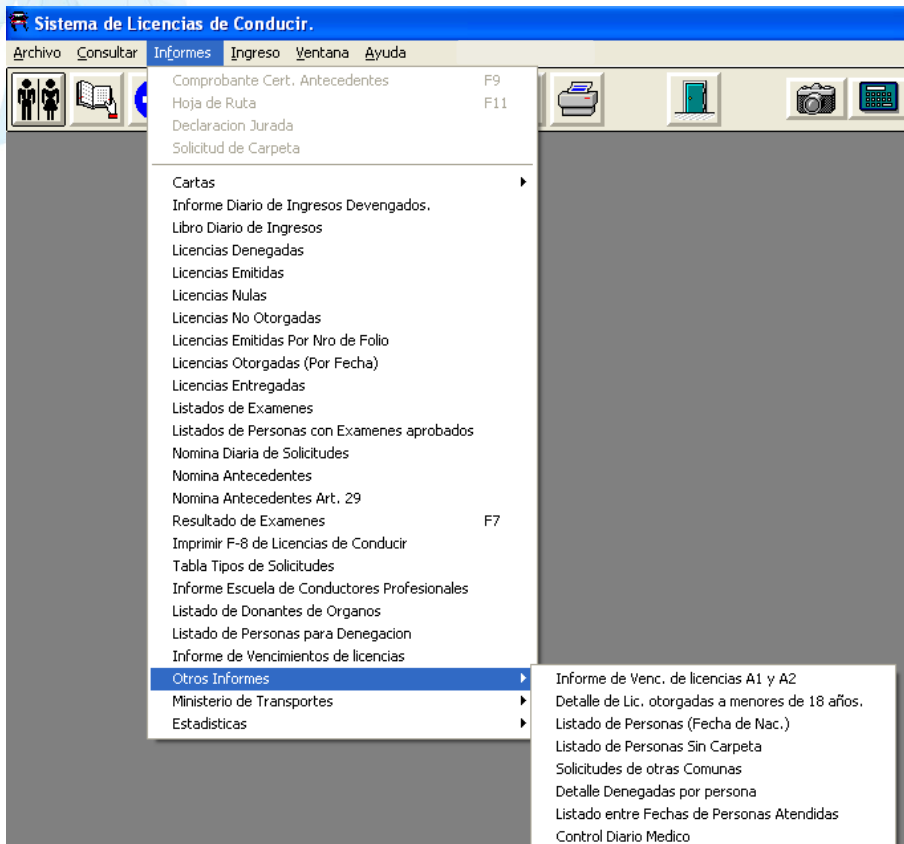 Sistema de Licencias de Conducir.
Archivo Consultar Informes Ingreso Ventana Ayuda
Comprobante Cert. Antecedentes F9
Hoja de Ruta F11
Declaracion Jurada
Solicitud de Carpeta
Cartas
Informe Diario de Ingresos Devengados.
Libro Diario de Ingresos
Licencias Denegadas
Licencias Emitidas
Licencias Nulas
Licencias No Otorgadas
Licencias Emitidas Por Nro de Folio
Licencias Otorgadas (Por Fecha)
Licencias Entregadas
Listados de Examenes
Listados de Personas con Examenes aprobados
Nomina Diaria de Solicitudes
Nomina Antecedentes
Nomina Antecedentes Art. 29
Resultado de Examenes F7
Imprimir F-8 de Licencias de Conducir
Tabla Tipos de Solicitudes
Informe Escuela de Conductores Profesionales
Listado de Donantes de Organos
Listado de Personas para Denegacion
Informe de Vencimientos de licencias
Otros Informes
Ministerio de Transportes
Estadisticas
Informe de Venc. de licencias A1 y A2
Detalle de Lic. otorgadas a menores de 18 años.
Listado de Personas (Fecha de Nac.)
Listado de Personas Sin Carpeta
Solicitudes de otras Comunas
Detalle Denegadas por persona
Listado entre Fechas de Personas Atendidas
Control Diario Medico